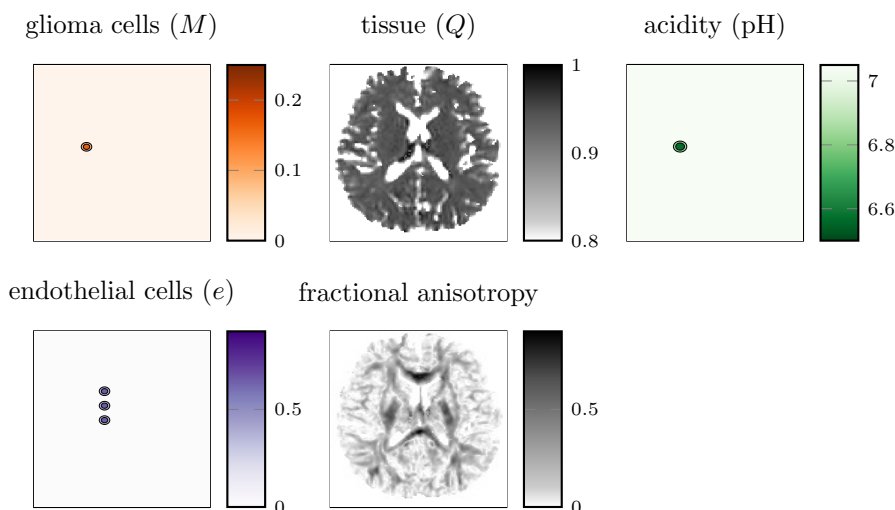 glioma cells (M)
tissue (Q)
acidity (pH)
0.2
0.1
0
1
0.9
0.8
7
6.8
6.6
endothelial cells (e)
fractional anisotropy
0.5
0
0.5
0